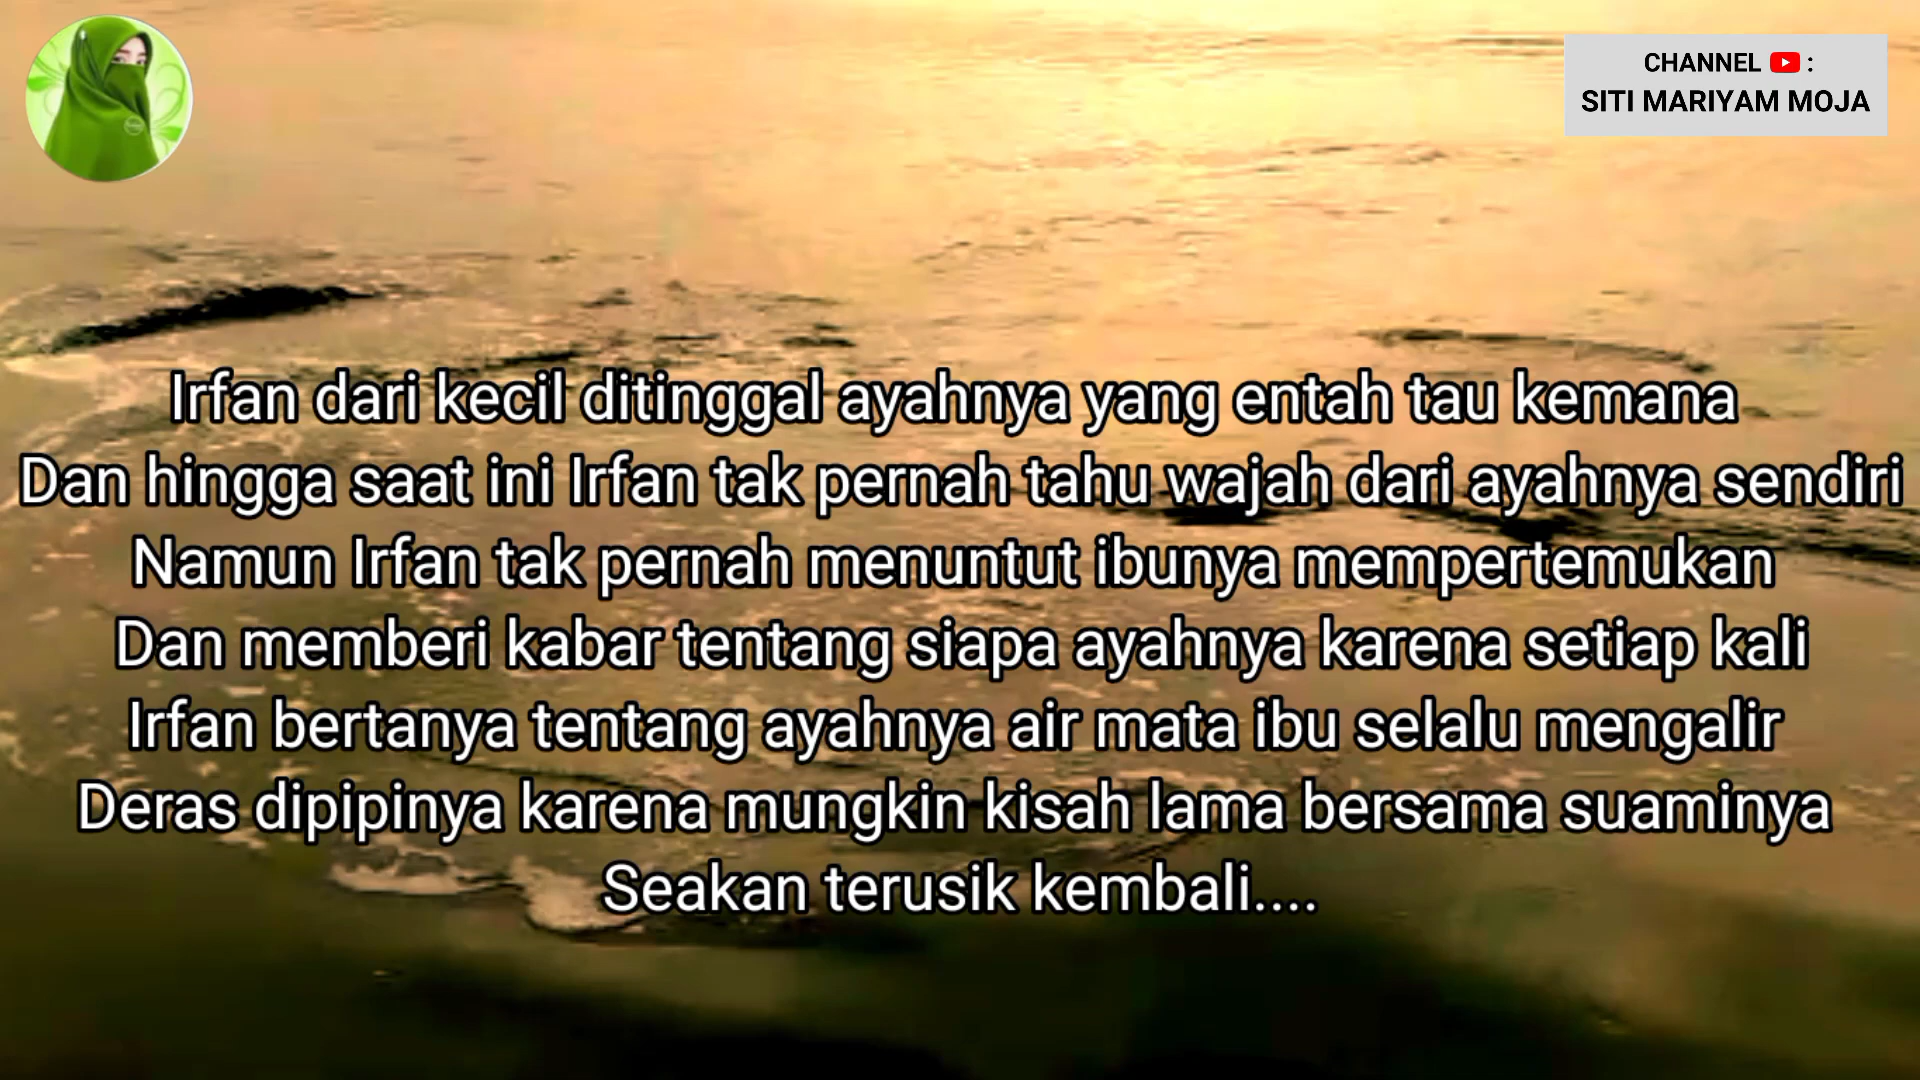 CHANNEL :
SITI MARIYAM MOJA
Irfan dari kecil ditinggal ayahnya yang entah tau kemana
Dan hingga saat ini Irfan tak pernah tahu wajah dari ayahnya sendiri
Namun Irfan tak pernah menuntut ibunya mempertemukan
Dan memberi kabar tentang siapa ayahnya karena setiap kali
Irfan bertanya tentang ayahnya air mata ibu selalu mengalir
Deras dipipinya karena mungkin kisah lama bersama suaminya
Seakan terusik kembali....